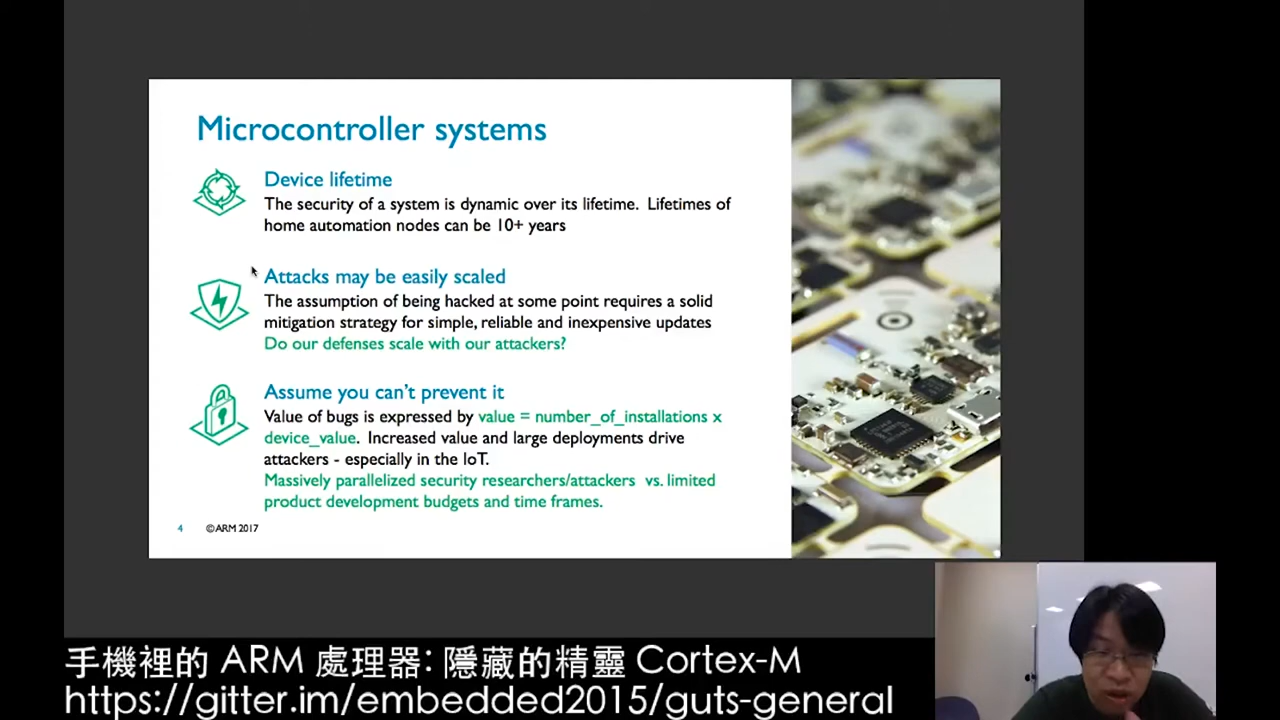 Microcontroller systems
Device lifetime
The security of a system is dynamic over its lifetime. Lifetimes of
home automation nodes can be 10+ years
Attacks may be easily scaled
The assumption of being hacked at some point requires a solid
mitigation strategy for simple, reliable and inexpensive updates
Do our defenses scale with our attackers?
Assume you can't prevent it
Value of bugs is expressed by value = number_of_installations x
device_value. Increased value and large deployments drive
attackers - especially in the IoT.
Massively parallelized security researchers/attackers vs. limited
product development budgets and time frames.
4 ©ARM 2017
手機裡的 ARM 處理器: 隱藏的精靈 Cortex-M
https://gitter.im/embedded2015/guts-general